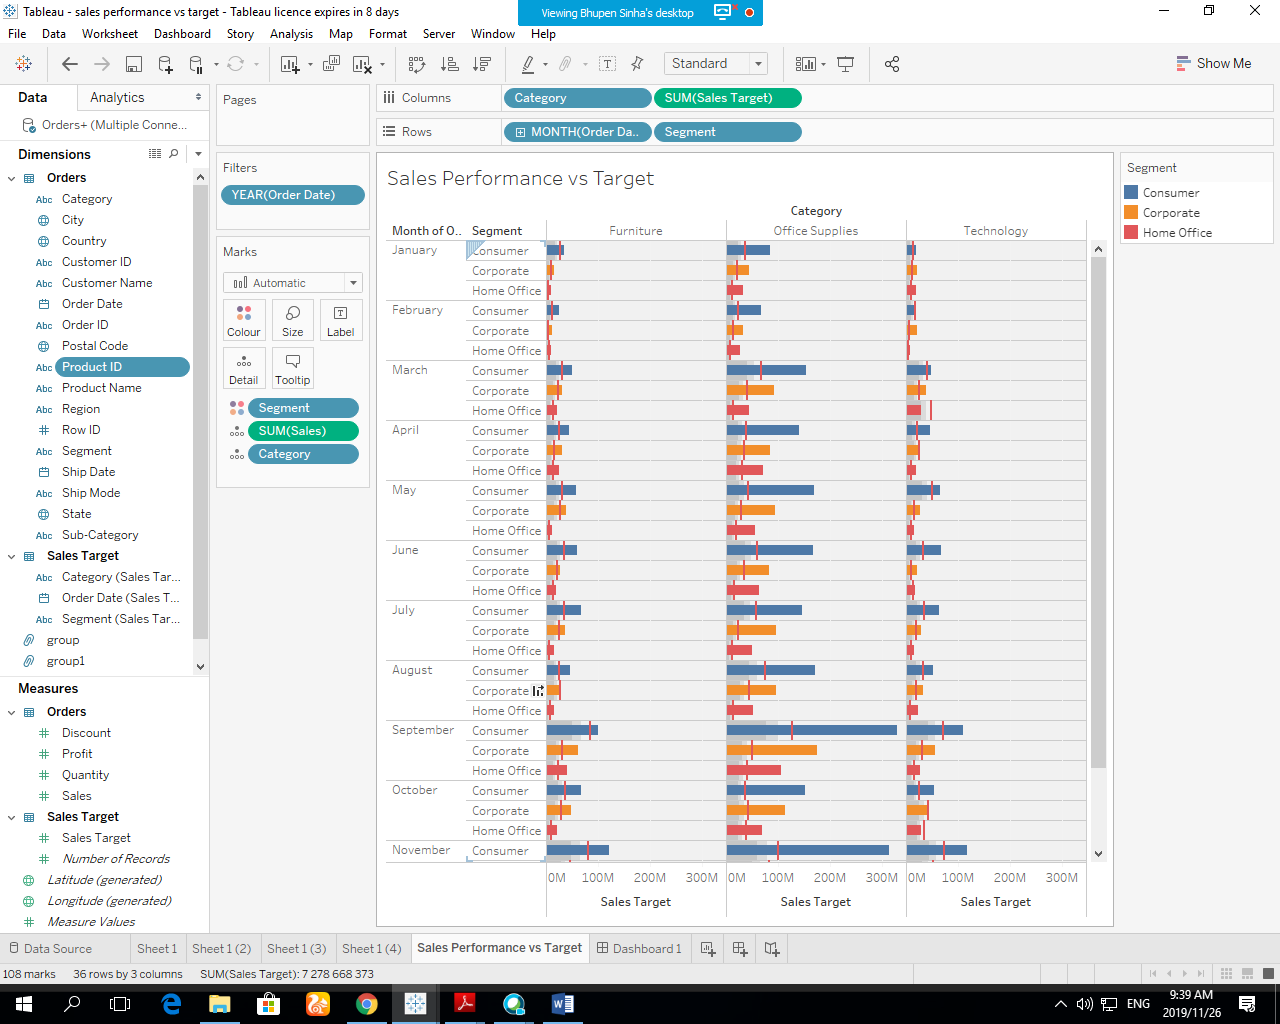 Tableau - sales performance vs target - Tableau licence expires in 8 days
Viewing Bhupen Sinha's desktop
File Data Worksheet Dashboard Story Analysis Map Format Server Window Help
Standard
Show Me
Data Analytics
Orders+ (Multiple Conne...
Dimensions
Orders
Category
City
Country
Customer ID
Customer Name
Order Date
Order ID
Postal Code
Product ID
Product Name
Region
Row ID
Segment
Ship Date
Ship Mode
State
Sub-Category
Sales Target
Category (Sales Tar...
Order Date (Sales T...
Segment (Sales Tar...
group
group1
Measures
Orders
Discount
Profit
Quantity
Sales
Sales Target
Sales Target
Number of Records
Latitude (generated)
Longitude (generated)
Measure Values
Pages
Filters
YEAR(Order Date)
Marks
Automatic
Colour Size Label
Detail Tooltip
Segment
SUM(Sales)
Category
Columns Category SUM(Sales Target)
Rows MONTH(Order Da.. Segment
Sales Performance vs Target
Category
Month of O.. Segment Furniture Office Supplies Technology
January Consumer
Corporate
Home Office
February Consumer
Corporate
Home Office
March Consumer
Corporate
Home Office
April Consumer
Corporate
Home Office
May Consumer
Corporate
Home Office
June Consumer
Corporate
Home Office
July Consumer
Corporate
Home Office
August Consumer
Corporate
Home Office
September Consumer
Corporate
Home Office
October Consumer
Corporate
Home Office
November Consumer
0M 100M 200M 300M 0M 100M 200M 300M 0M 100M 200M 300M
Sales Target Sales Target Sales Target
Segment
Consumer
Corporate
Home Office
Data Source Sheet 1 Sheet 1 (2) Sheet 1 (3) Sheet 1 (4) Sales Performance vs Target Dashboard 1
108 marks 36 rows by 3 columns SUM(Sales Target): 7 278 668 373
ENG
9:39 AM
2019/11/26